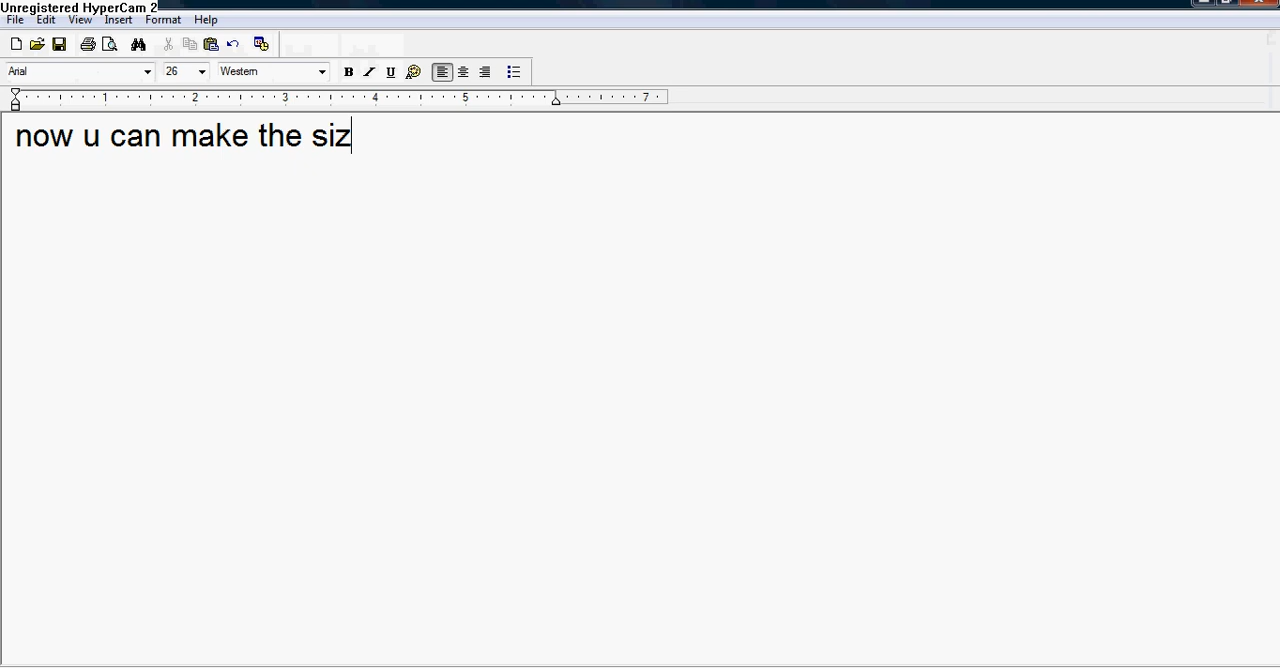 Unregistered HyperCam 2
File Edit View Insert Format Help
Arial 26 Western B U
1 2 3 4 5 7
now u can make the siz